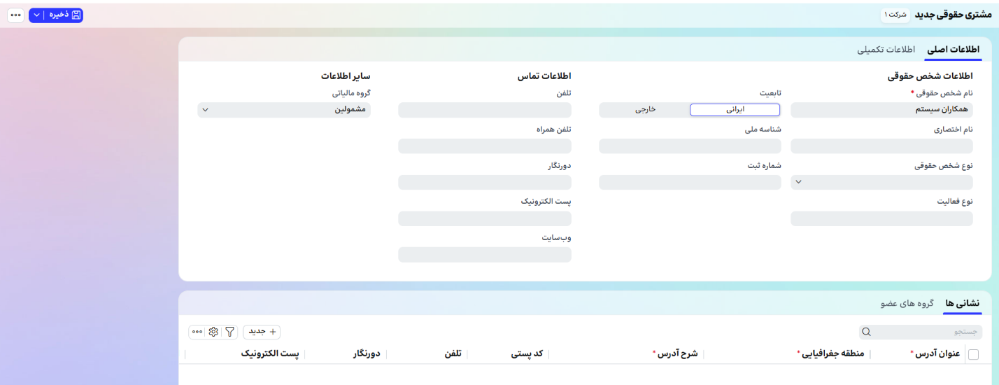 مشتری حقوقی جدید شرکت ۱ ذخیره
اطلاعات اصلی اطلاعات تکمیلی
اطلاعات شخص حقوقی اطلاعات تماس سایر اطلاعات
نام شخص حقوقی * تابعیت تلفن گروه مالیاتی
همکاران سیستم ایرانی خارجی مشمولین
نام اختصاری شناسه ملی تلفن همراه
نوع شخص حقوقی شماره ثبت دورنگار
نوع فعالیت پست الکترونیک
وب‌سایت
نشانی ها گروه های عضو
جستجو + جدید
عنوان آدرس * منطقه جغرافیایی * شرح آدرس * کد پستی تلفن دورنگار پست الکترونیک